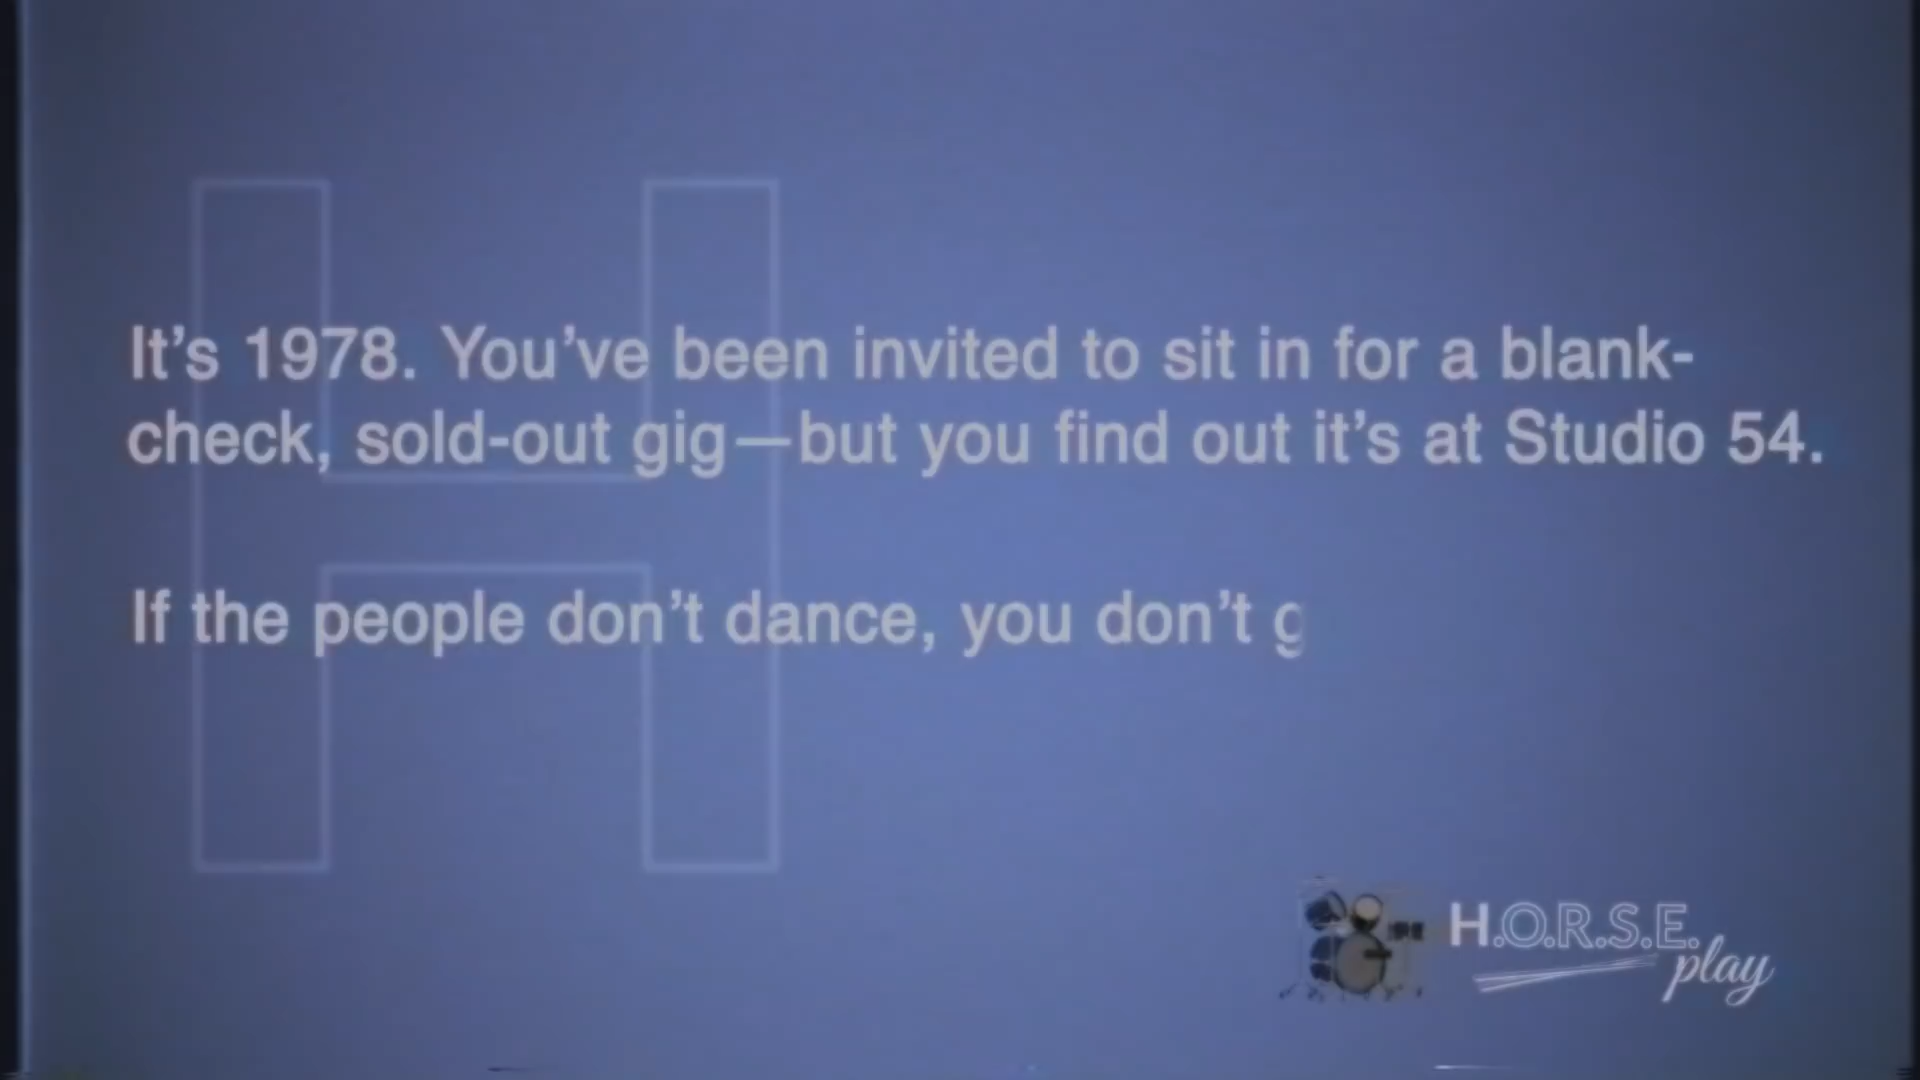 It's 1978. You've been invited to sit in for a blank-
check, sold-out gig—but you find out it's at Studio 54.
If the people don't dance, you don't g
H
H.O.R.S.E.
play